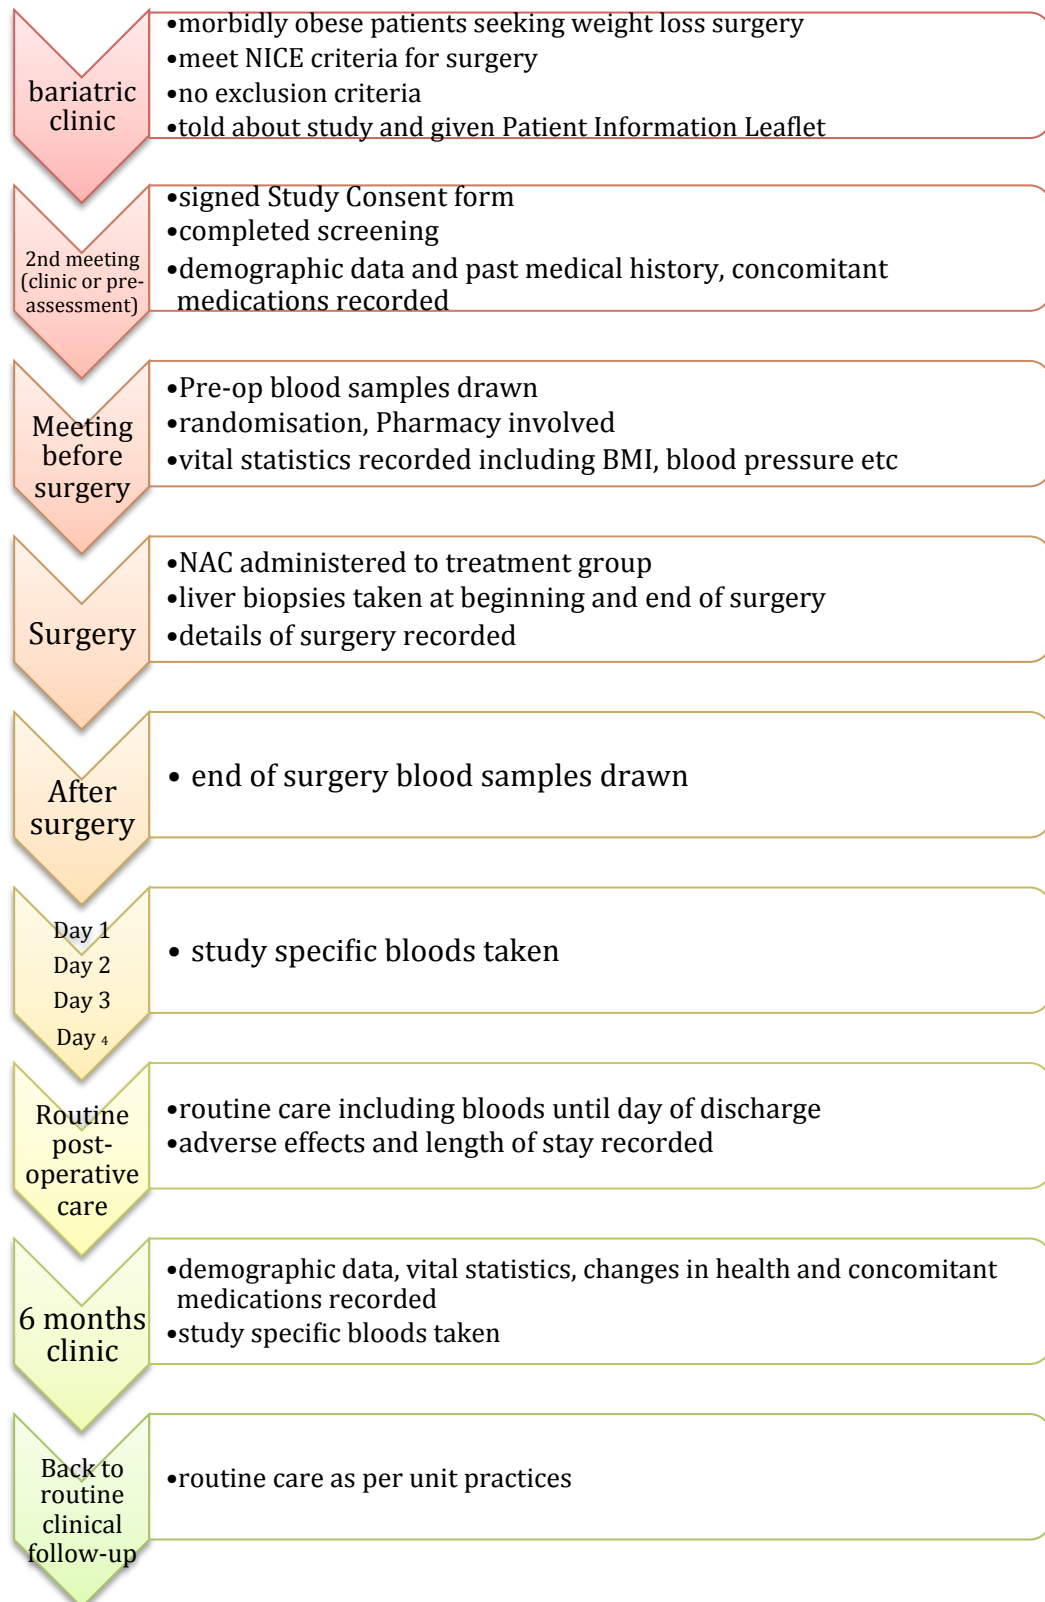 bariatric
clinic
•morbidly obese patients seeking weight loss surgery
•meet NICE criteria for surgery
•no exclusion criteria
•told about study and given Patient Information Leaflet
2nd meeting
(clinic or pre-
assessment)
•signed Study Consent form
•completed screening
•demographic data and past medical history, concomitant
medications recorded
Meeting
before
surgery
•Pre-op blood samples drawn
•randomisation, Pharmacy involved
•vital statistics recorded including BMI, blood pressure etc
Surgery
•NAC administered to treatment group
•liver biopsies taken at beginning and end of surgery
•details of surgery recorded
After
surgery
• end of surgery blood samples drawn
Day 1
Day 2
Day 3
Day 4
• study specific bloods taken
Routine
post-
operative
care
•routine care including bloods until day of discharge
•adverse effects and length of stay recorded
6 months
clinic
•demographic data, vital statistics, changes in health and concomitant
medications recorded
•study specific bloods taken
Back to
routine
clinical
follow-up
•routine care as per unit practices